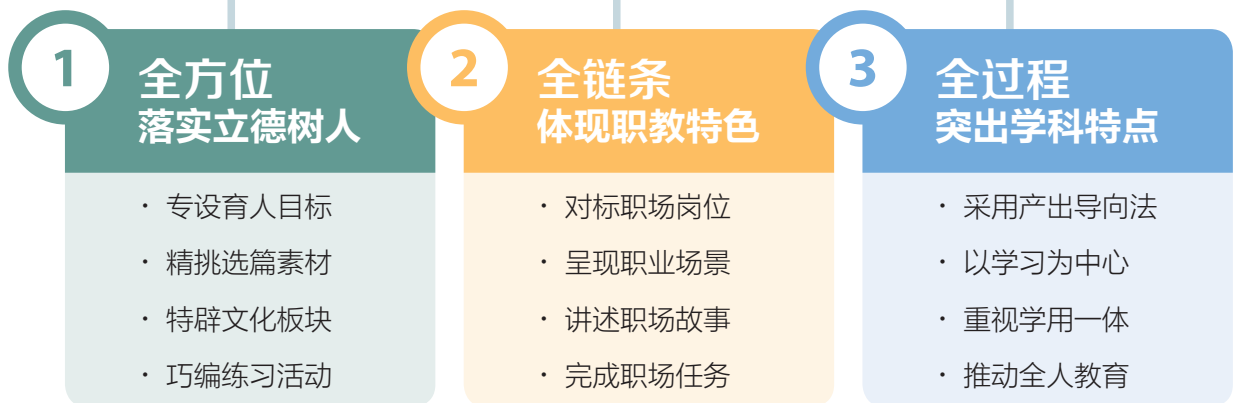 1
全方位
落实立德树人
· 专设育人目标
· 精挑选篇素材
· 特辟文化板块
· 巧编练习活动
2
全链条
体现职教特色
· 对标职场岗位
· 呈现职业场景
· 讲述职场故事
· 完成职场任务
3
全过程
突出学科特点
· 采用产出导向法
· 以学习为中心
· 重视学用一体
· 推动全人教育